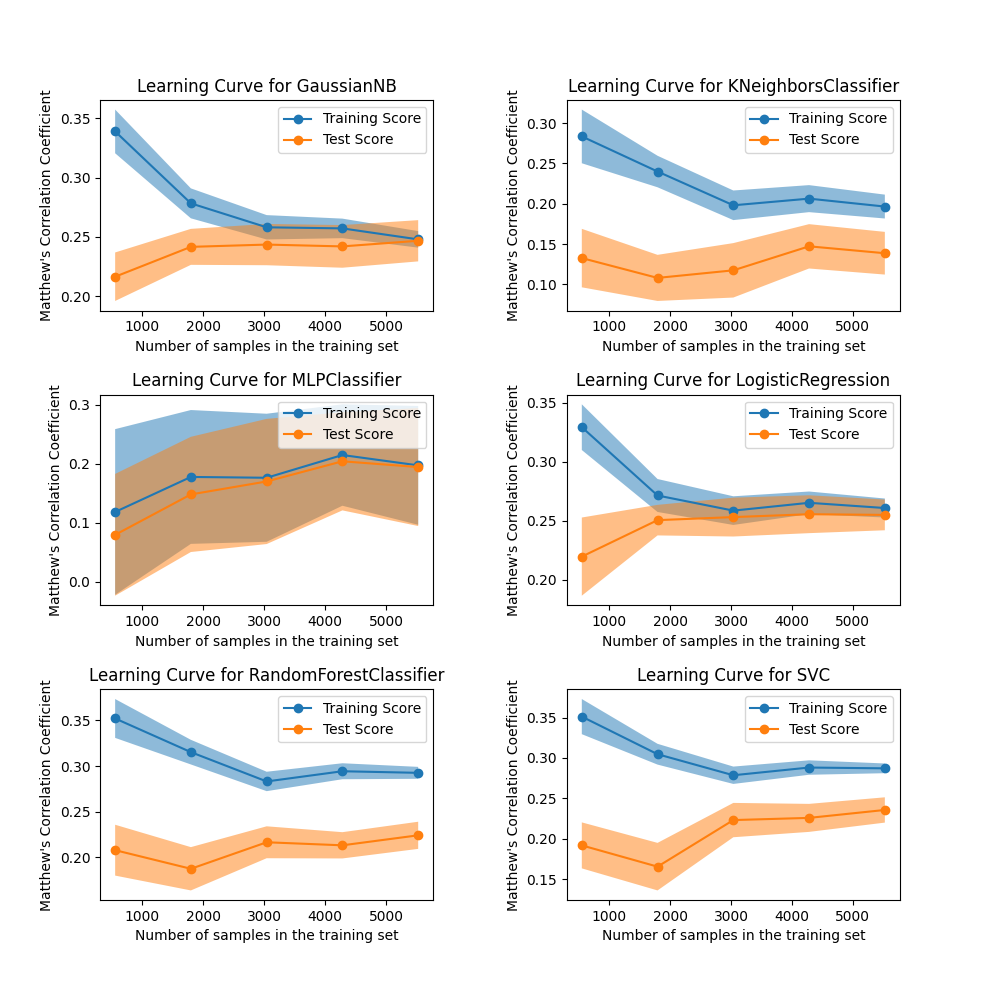 Learning Curve for GaussianNB
Matthew's Correlation Coefficient
0.35
0.30
0.25
0.20
Training Score
Test Score
1000 2000 3000 4000 5000
Number of samples in the training set
Learning Curve for KNeighborsClassifier
Matthew's Correlation Coefficient
0.30
0.25
0.20
0.15
0.10
Training Score
Test Score
1000 2000 3000 4000 5000
Number of samples in the training set
Learning Curve for MLPClassifier
Matthew's Correlation Coefficient
0.3
0.2
0.1
0.0
Training Score
Test Score
1000 2000 3000 4000 5000
Number of samples in the training set
Learning Curve for LogisticRegression
Matthew's Correlation Coefficient
0.35
0.30
0.25
0.20
Training Score
Test Score
1000 2000 3000 4000 5000
Number of samples in the training set
Learning Curve for RandomForestClassifier
Matthew's Correlation Coefficient
0.35
0.30
0.25
0.20
Training Score
Test Score
1000 2000 3000 4000 5000
Number of samples in the training set
Learning Curve for SVC
Matthew's Correlation Coefficient
0.35
0.30
0.25
0.20
0.15
Training Score
Test Score
1000 2000 3000 4000 5000
Number of samples in the training set